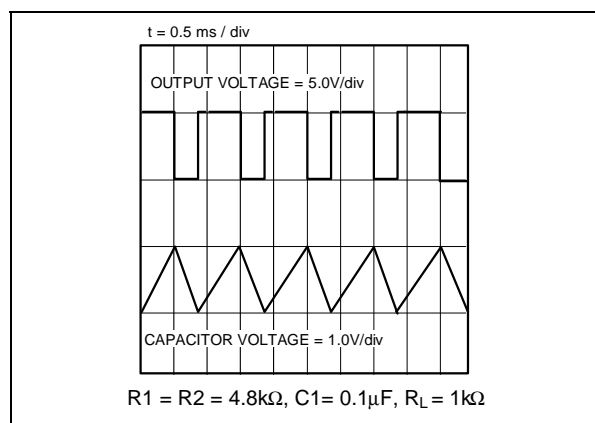 t = 0.5 ms / div
OUTPUT VOLTAGE = 5.0V/div
CAPACITOR VOLTAGE = 1.0V/div
R1 = R2 = 4.8kΩ, C1= 0.1μF, RL = 1kΩ